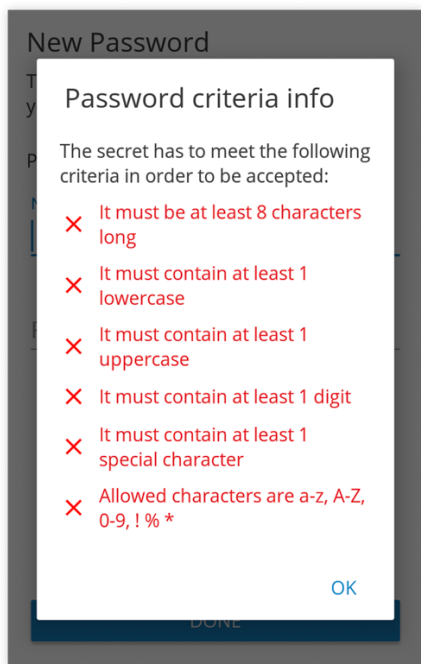 New Password
T
y
Password criteria info
The secret has to meet the following
criteria in order to be accepted:
P
It must be at least 8 characters
long
It must contain at least 1
lowercase
It must contain at least 1
uppercase
It must contain at least 1 digit
It must contain at least 1
special character
Allowed characters are a-z, A-Z,
0-9, ! % *
OK
DONE